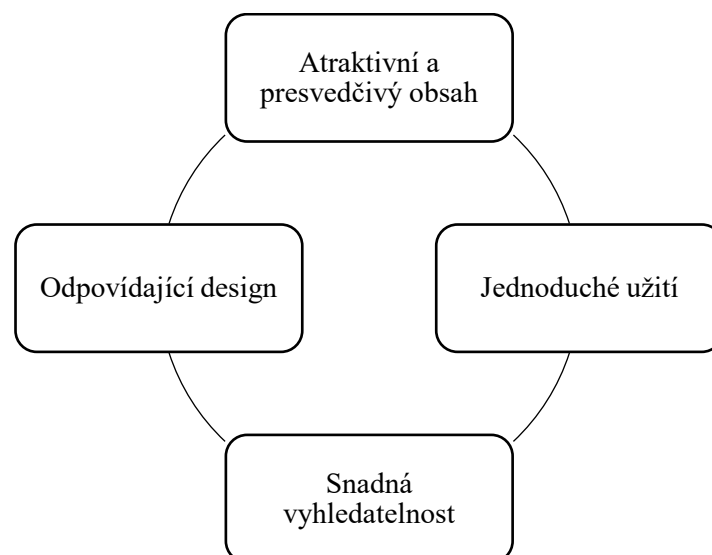 Atraktivní a
presvedčivý obsah
Odpovídající design
Jednoduché užití
Snadná
vyhledatelnost